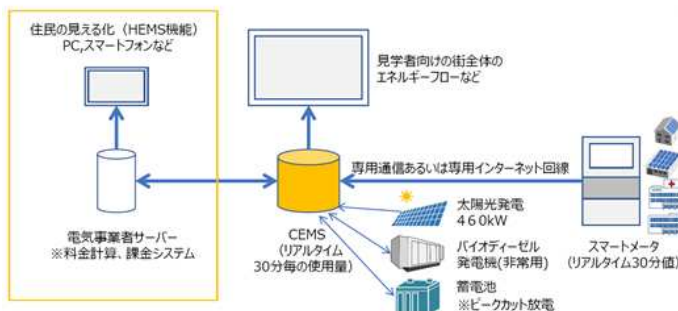 住民の見える化（HEMS機能）
PC,スマートフォンなど
見学者向けの街全体の
エネルギーフローなど
専用通信あるいは専用インターネット回線
電気事業者サーバー
※料金計算、課金システム
CEMS
（リアルタイム
30分毎の使用量）
太陽光発電
４６０kW
バイオディーゼル
発電機(非常用)
蓄電池
※ピークカット放電
スマートメータ
（リアルタイム30分値）